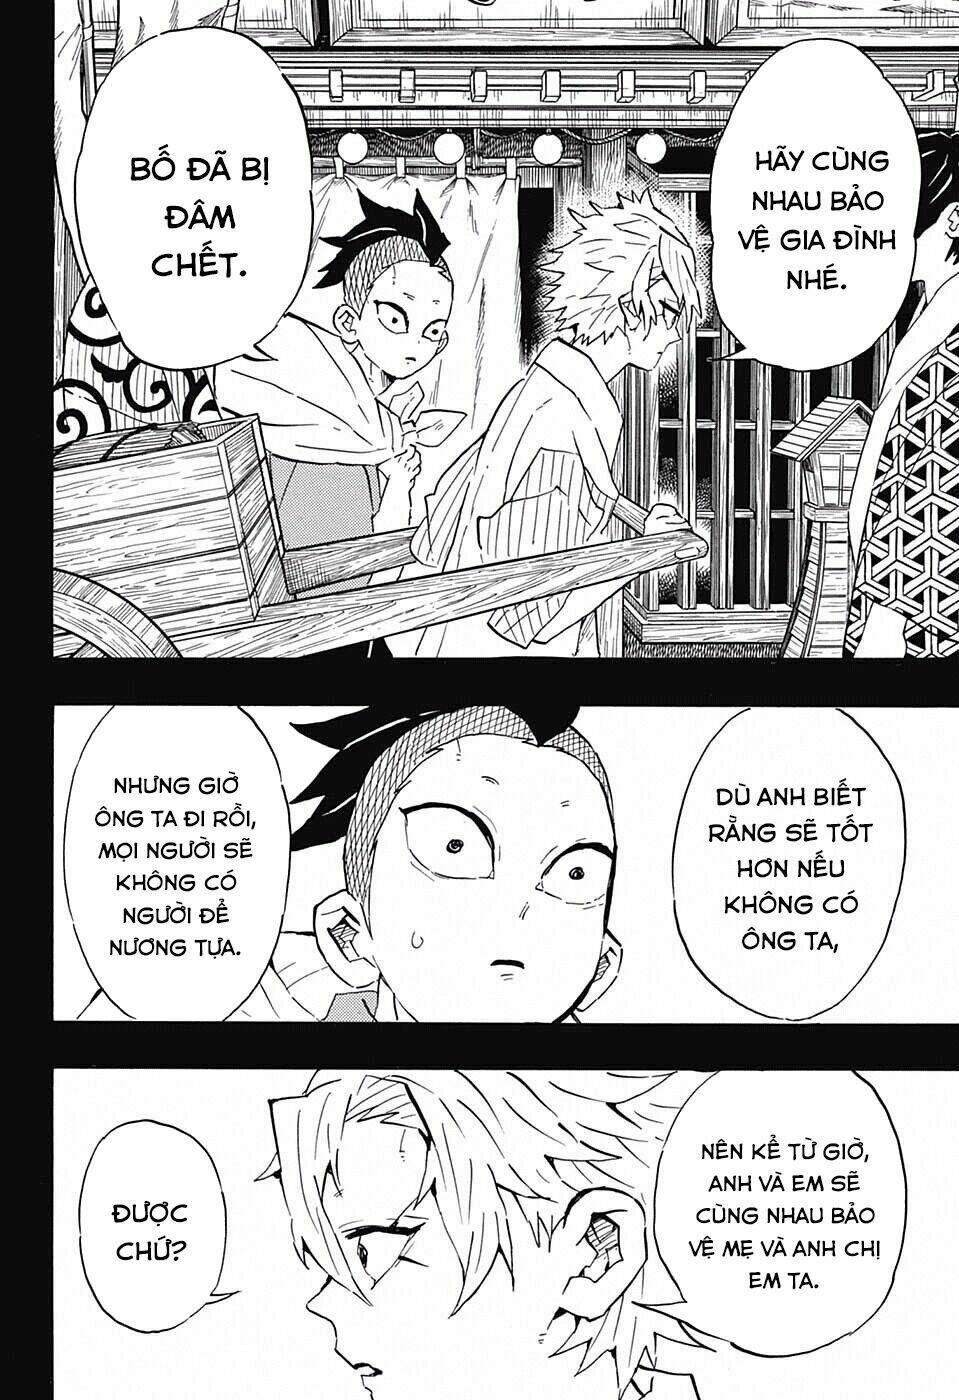 HÃY CÙNG
NHAU BẢO
VỆ GIA ĐÌNH
NHÉ.
BỐ ĐÃ BỊ
ĐÂM
CHẾT.
DÙ ANH BIẾT
RẰNG SẼ TỐT
HƠN NẾU
KHÔNG CÓ
ÔNG TA,
NHƯNG GIỜ
ÔNG TA ĐI RỒI,
MỌI NGƯỜI SẼ
KHÔNG CÓ
NGƯỜI ĐỂ
NƯƠNG TỰA.
NÊN KỂ TỪ GIỜ,
ANH VÀ EM SẼ
CÙNG NHAU BẢO
VỆ MẸ VÀ ANH CHỊ
EM TA.
ĐƯỢC
CHỨ?